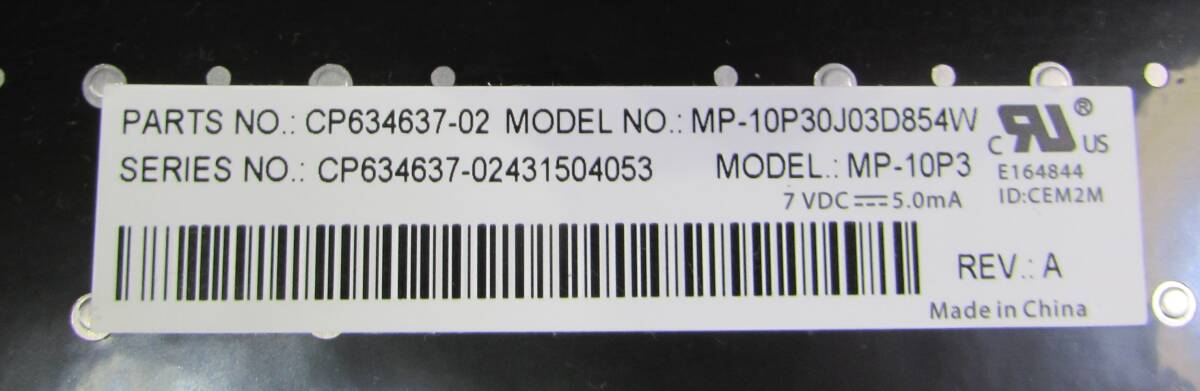 PARTS NO.: CP634637-02 MODEL NO.: MP-10P30J03D854W
SERIES NO.: CP634637-02431504053 MODEL.: MP-10P3
7 VDC⎓5.0mA
C RU US ®
E164844
ID:CEM2M
REV.: A
Made in China